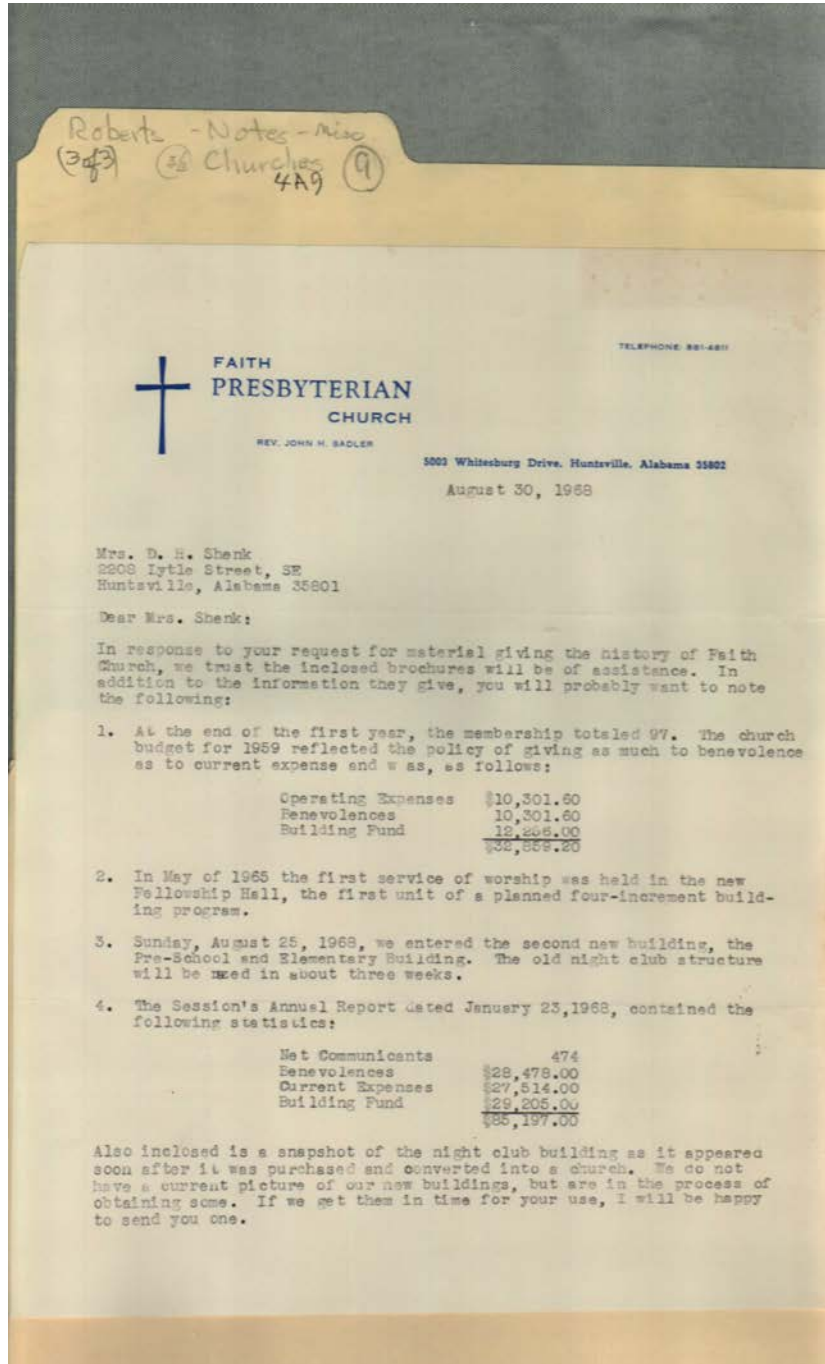 Roberts - Notes - Misc
(3 of 3) Churches 9
4A9
TELEPHONE: 881-4811
FAITH
PRESBYTERIAN
CHURCH
REV. JOHN H. SADLER
5003 Whitesburg Drive, Huntsville, Alabama 35802
August 30, 1968
Mrs. D. H. Shenk
2208 Lytle Street, SE
Huntsville, Alabama 35801
Dear Mrs. Shenk:
In response to your request for material giving the history of Faith
Church, we trust the inclosed brochures will be of assistance. In
addition to the information they give, you will probably want to note
the following:
1. At the end of the first year, the membership totaled 97. The church
budget for 1959 reflected the policy of giving as much to benevolence
as to current expense and w as, as follows:
Operating Expenses $10,301.60
Benevolences 10,301.60
Building Fund 12,256.00
$32,859.20
2. In May of 1965 the first service of worship was held in the new
Fellowship Hall, the first unit of a planned four-increment build-
ing program.
3. Sunday, August 25, 1968, we entered the second new building, the
Pre-School and Elementary Building. The old night club structure
will be in about three weeks.
4. The Session's Annual Report dated January 23,1968, contained the
following statistics:
Net Communicants 474
Benevolences $28,478.00
Current Expenses $27,514.00
Building Fund $29,205.00
$85,197.00
Also inclosed is a snapshot of the night club building as it appeared
soon after it was purchased and converted into a church. We do not
have a current picture of our new buildings, but are in the process of
obtaining some. If we get them in time for your use, I will be happy
to send you one.